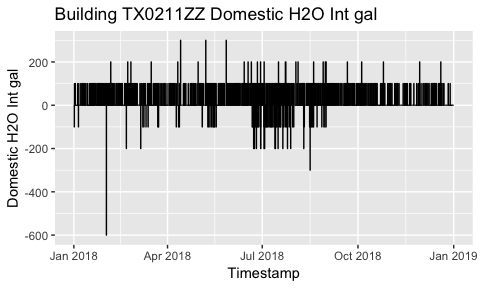 Building TX0211ZZ Domestic H2O Int gal
Domestic H2O Int gal
200
0
-200
-400
-600
Jan 2018
Apr 2018
Jul 2018
Oct 2018
Jan 2019
Timestamp